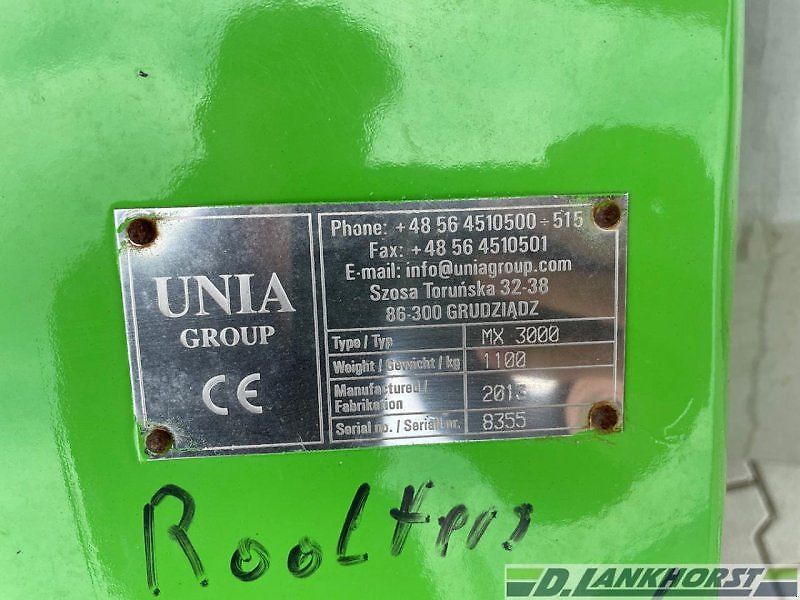 UNIA
GROUP
CE
Phone: +48 56 4510500 ÷ 515
Fax: +48 56 4510501
E-mail: info@uniagroup.com
Szosa Toruńska 32-38
86-300 GRUDZIĄDZ
Type / Typ MX 3000
Weight / Gewicht / kg 1100
Manufactured / Fabrikation
Serial no. / Serial nr. 8355
D. LANKHORST